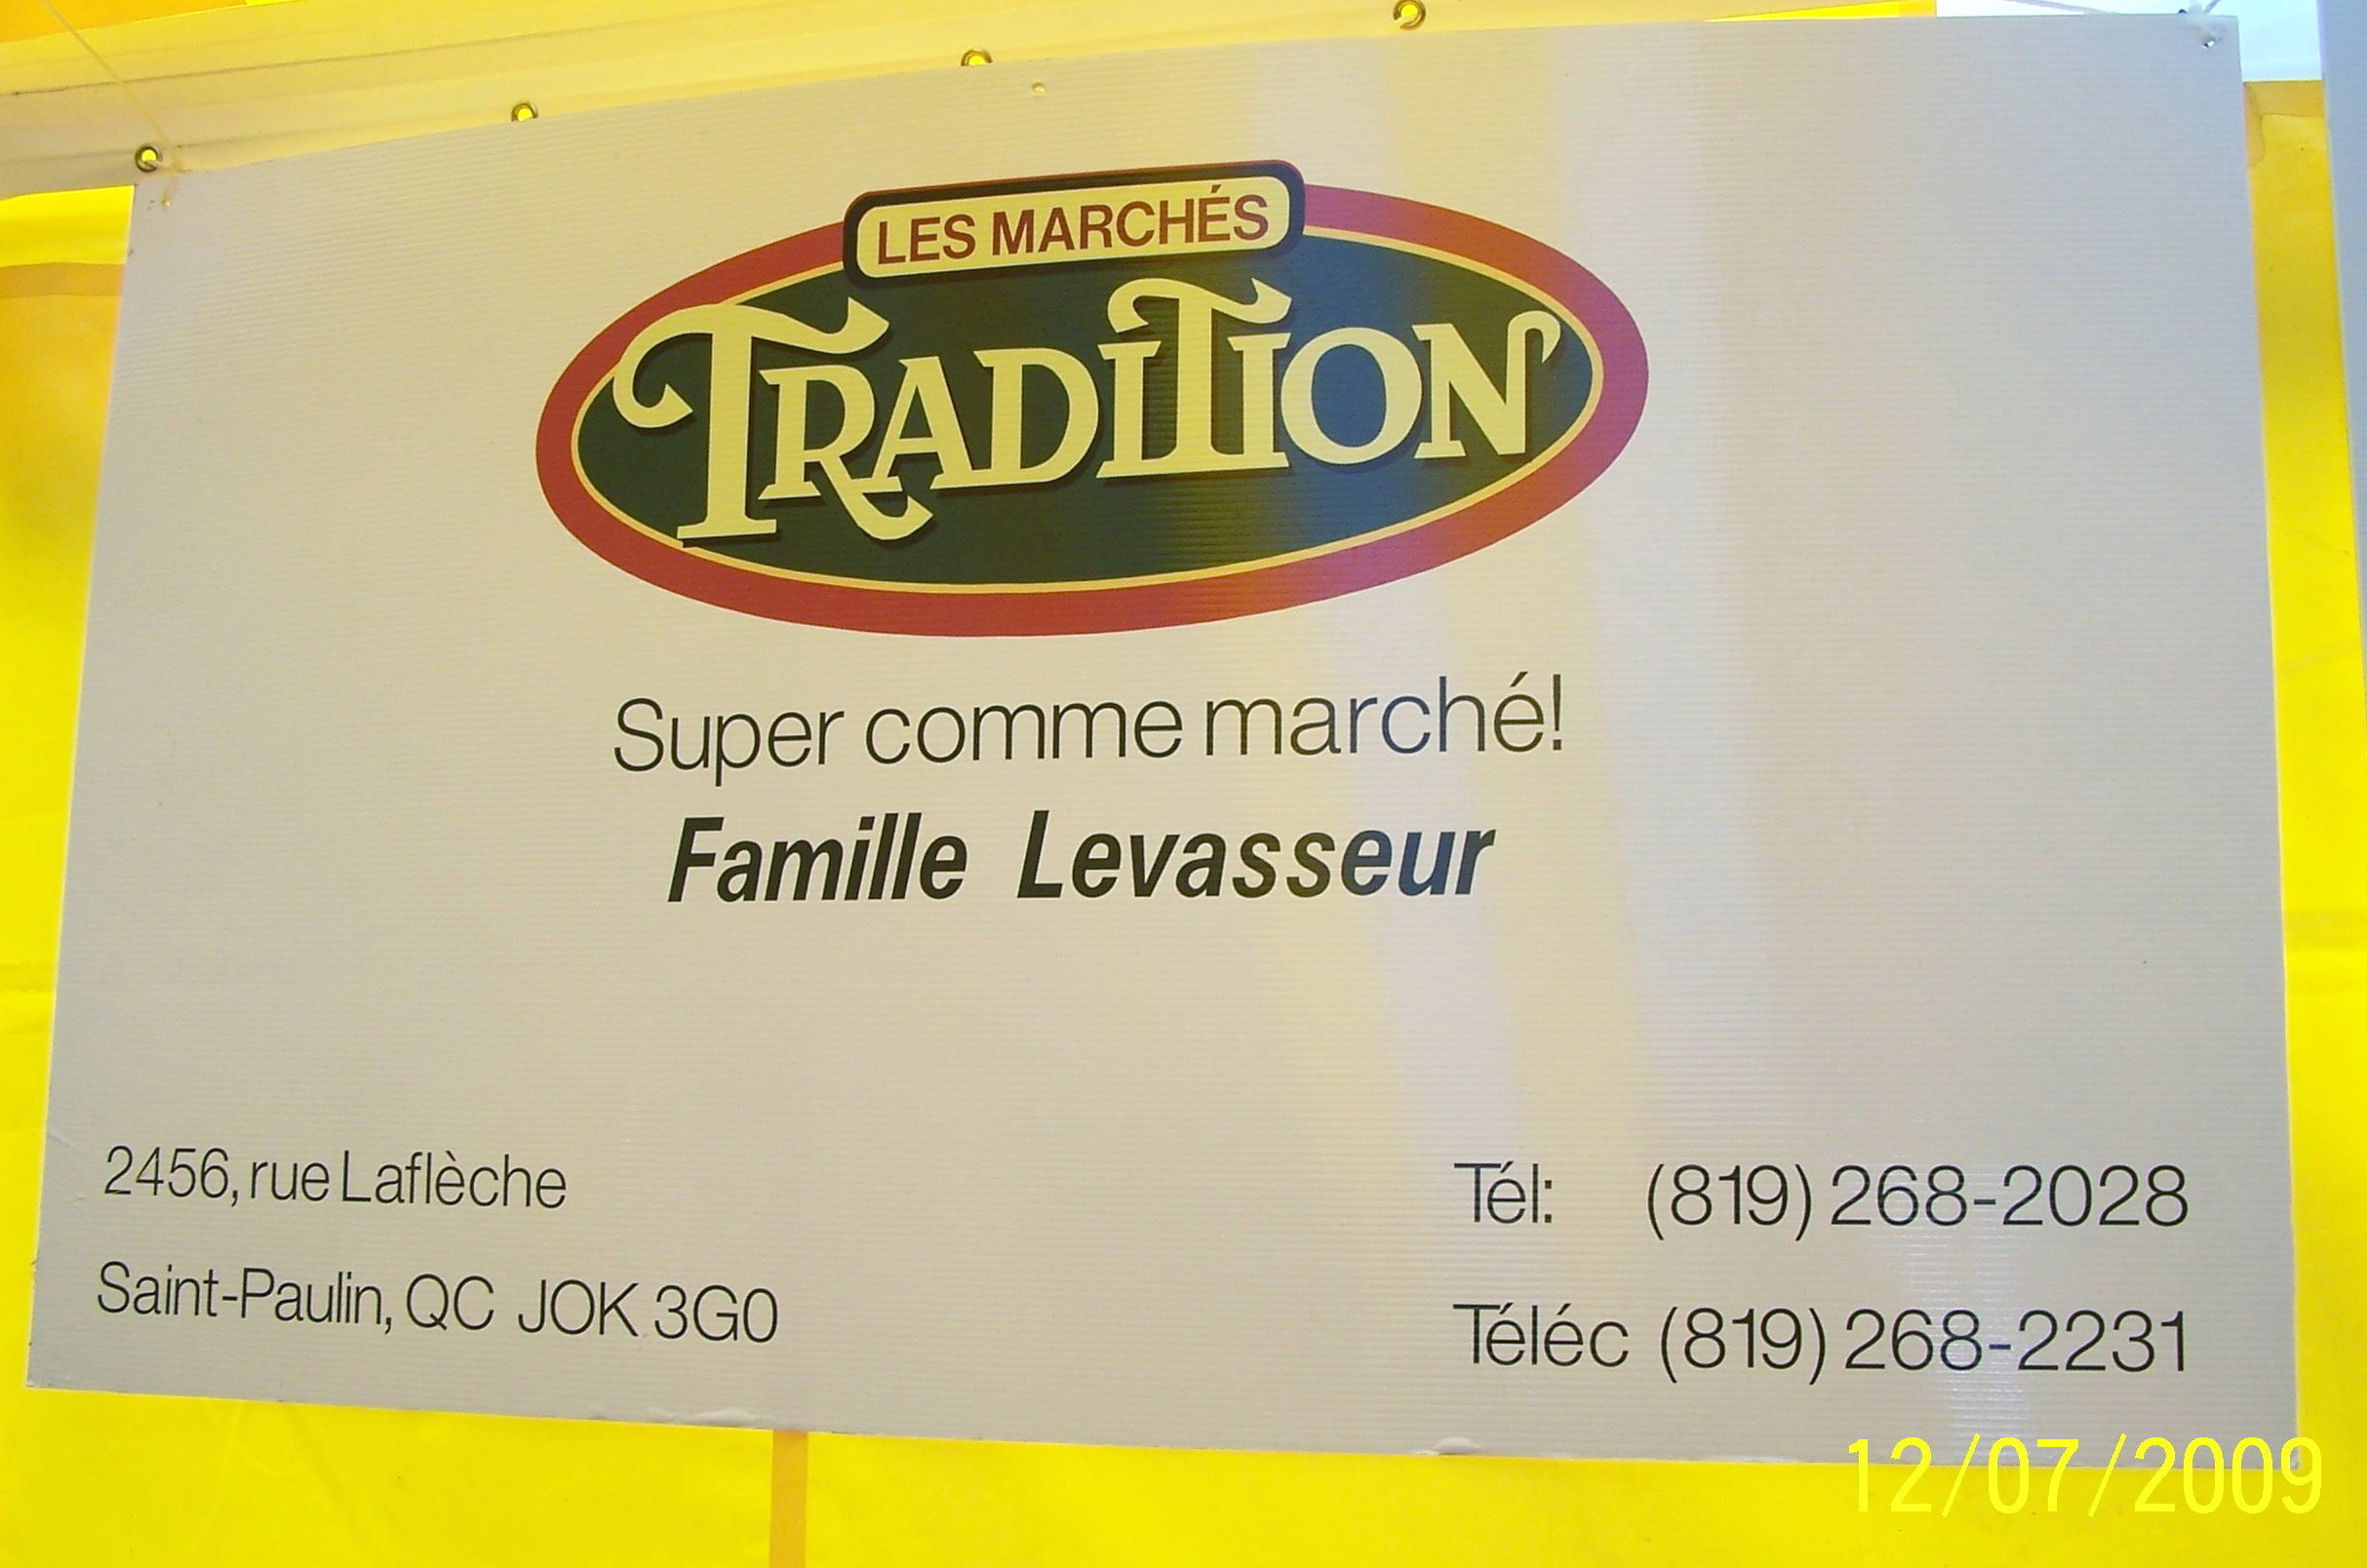 LES MARCHÉS
TRADITION
Super comme marché!
Famille Levasseur
2456, rue Laflèche
Saint-Paulin, QC JOK 3G0
Tél: (819) 268-2028
Téléc (819) 268-2231
12/07/2009